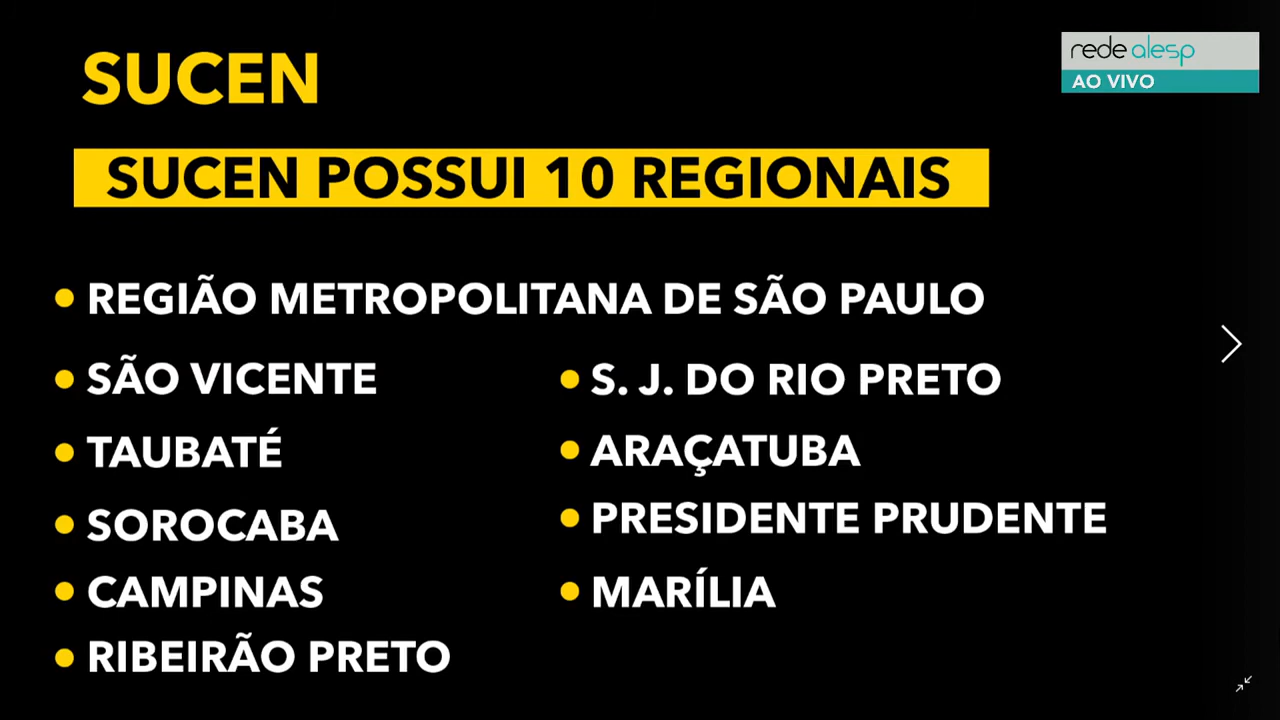 SUCEN
rede alesp
AO VIVO
SUCEN POSSUI 10 REGIONAIS
• REGIÃO METROPOLITANA DE SÃO PAULO
• SÃO VICENTE
• TAUBATÉ
• SOROCABA
• CAMPINAS
• RIBEIRÃO PRETO
• S. J. DO RIO PRETO
• ARAÇATUBA
• PRESIDENTE PRUDENTE
• MARÍLIA